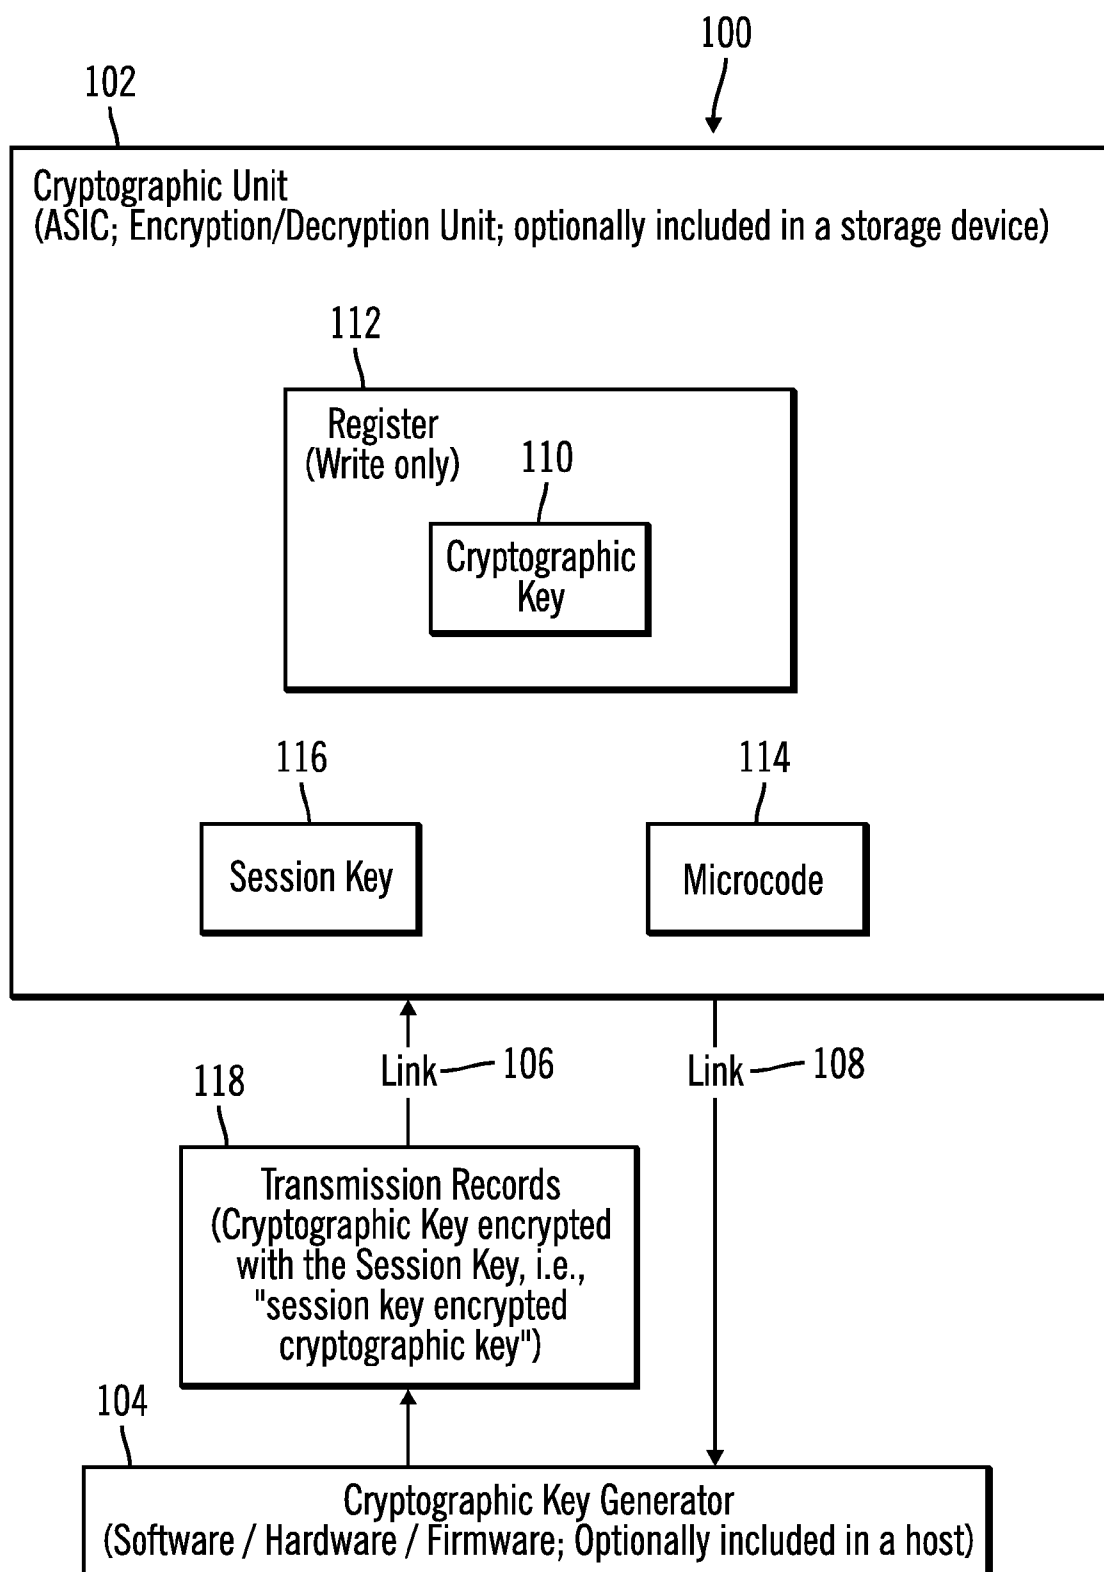 100
102
Cryptographic Unit
(ASIC; Encryption/Decryption Unit; optionally included in a storage device)
112
Register
(Write only)
110
Cryptographic
Key
116
114
Session Key
Microcode
Link
106
Link
108
118
Transmission Records
(Cryptographic Key encrypted
with the Session Key, i.e.,
"session key encrypted
cryptographic key")
104
Cryptographic Key Generator
(Software / Hardware / Firmware; Optionally included in a host)